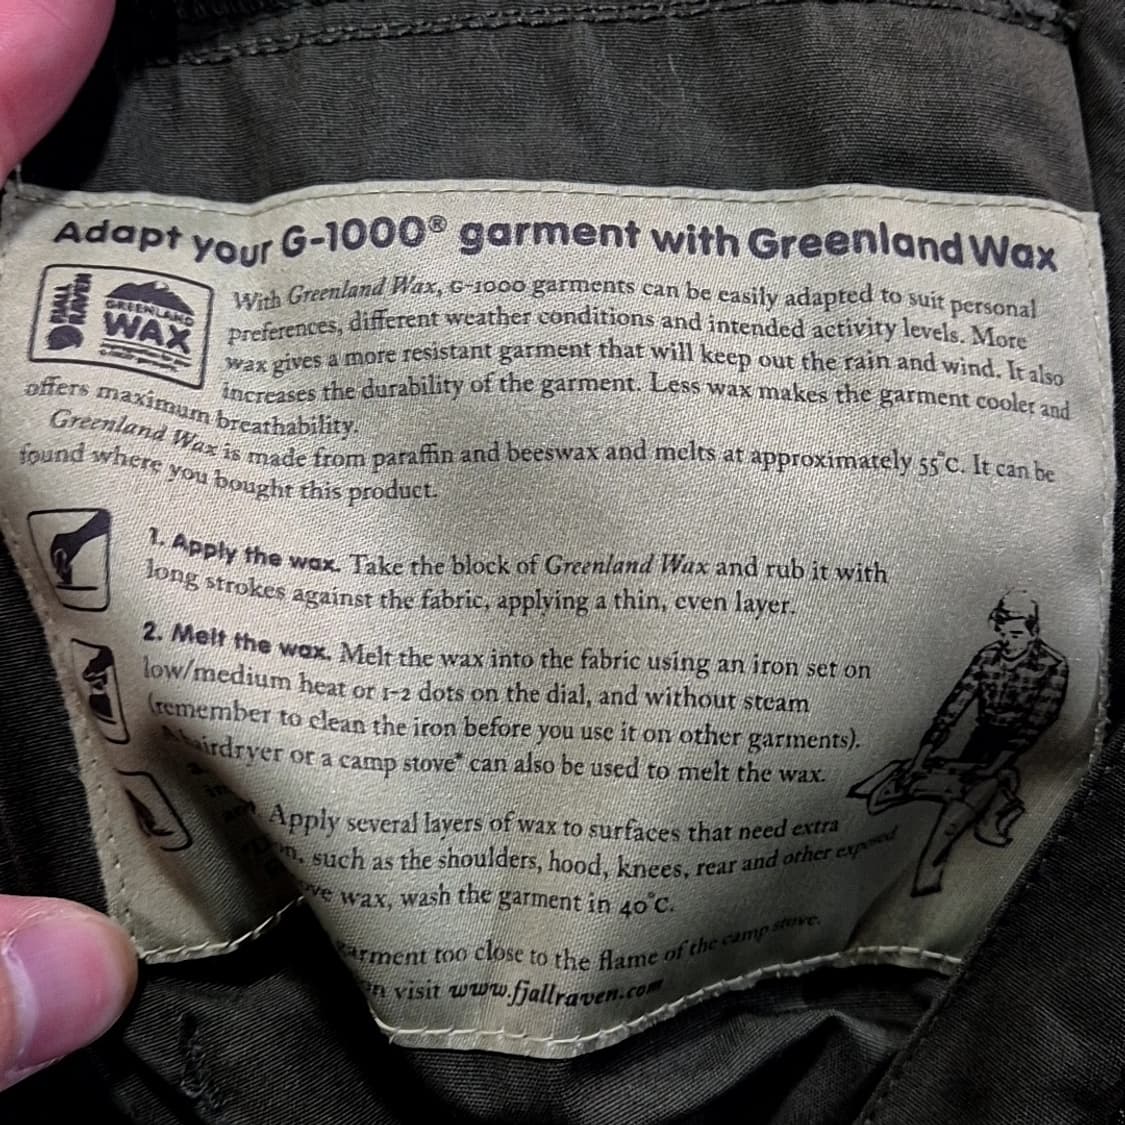 Adapt your G-1000® garment with Greenland Wax
FJALL
RAVEN
GREENLAND
WAX
With Greenland Wax, G-1000 garments can be easily adapted to suit personal
preferences, different weather conditions and intended activity levels. More
wax gives a more resistant garment that will keep out the rain and wind. It also
increases the durability of the garment. Less wax makes the garment cooler and
offers maximum breathability.
Greenland Wax is made from paraffin and beeswax and melts at approximately 55°C. It can be
found where you bought this product.
1. Apply the wax. Take the block of Greenland Wax and rub it with
long strokes against the fabric, applying a thin, even layer.
2. Melt the wax. Melt the wax into the fabric using an iron set on
low/medium heat or 1-2 dots on the dial, and without steam
(remember to clean the iron before you use it on other garments).
A hairdryer or a camp stove* can also be used to melt the wax.
Apply several layers of wax to surfaces that need extra
such as the shoulders, hood, knees, rear and other exposed
wax, wash the garment in 40°C.
garment too close to the flame of the camp stove.
visit www.fjallraven.com